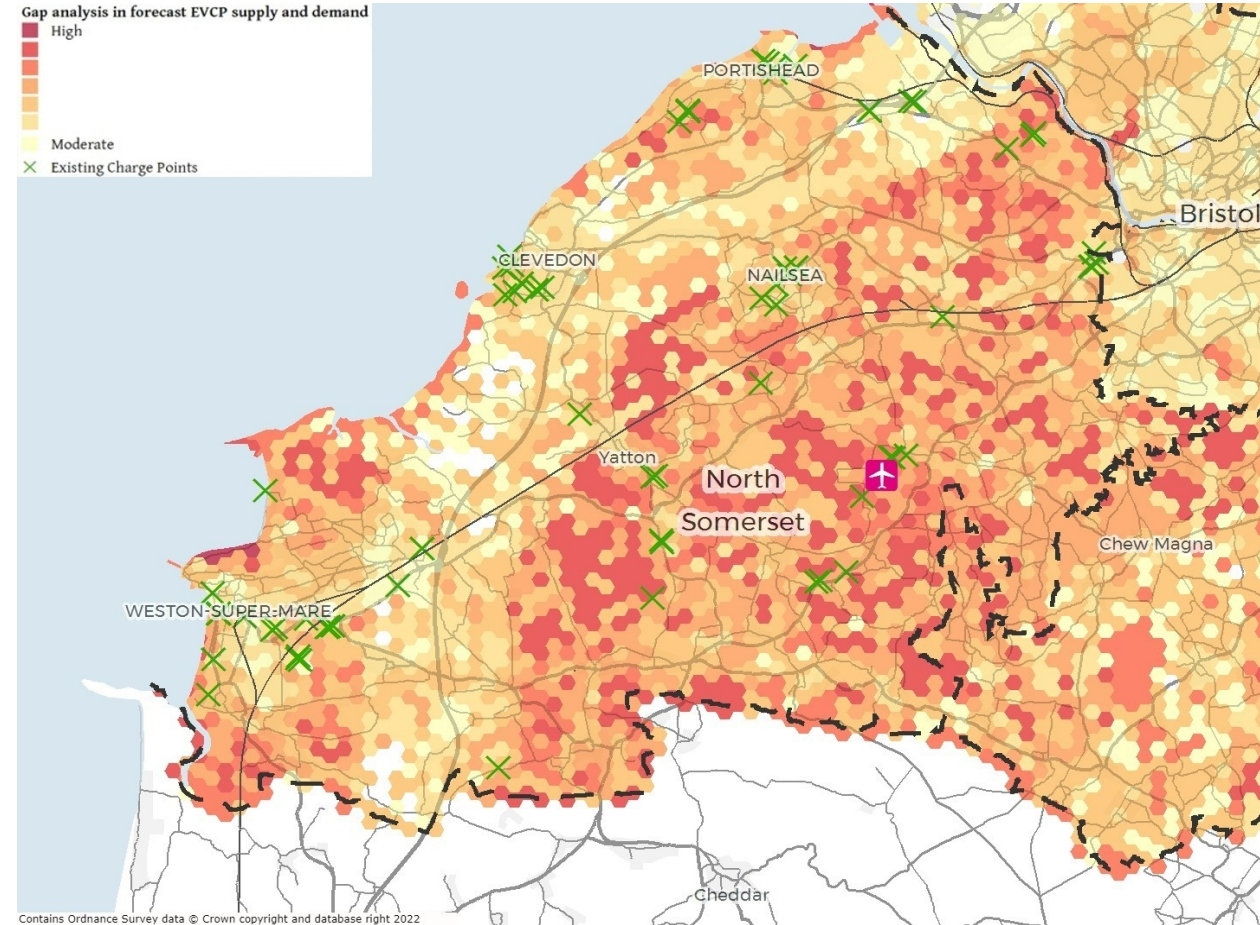 Gap analysis in forecast EVCP supply and demand
High
Moderate
Existing Charge Points
PORTISHEAD
Bristol
CLEVEDON
NAILSEA
Yatton
North
Somerset
Chew Magna
WESTON-SUPER-MARE
Cheddar
Contains Ordnance Survey data © Crown copyright and database right 2022